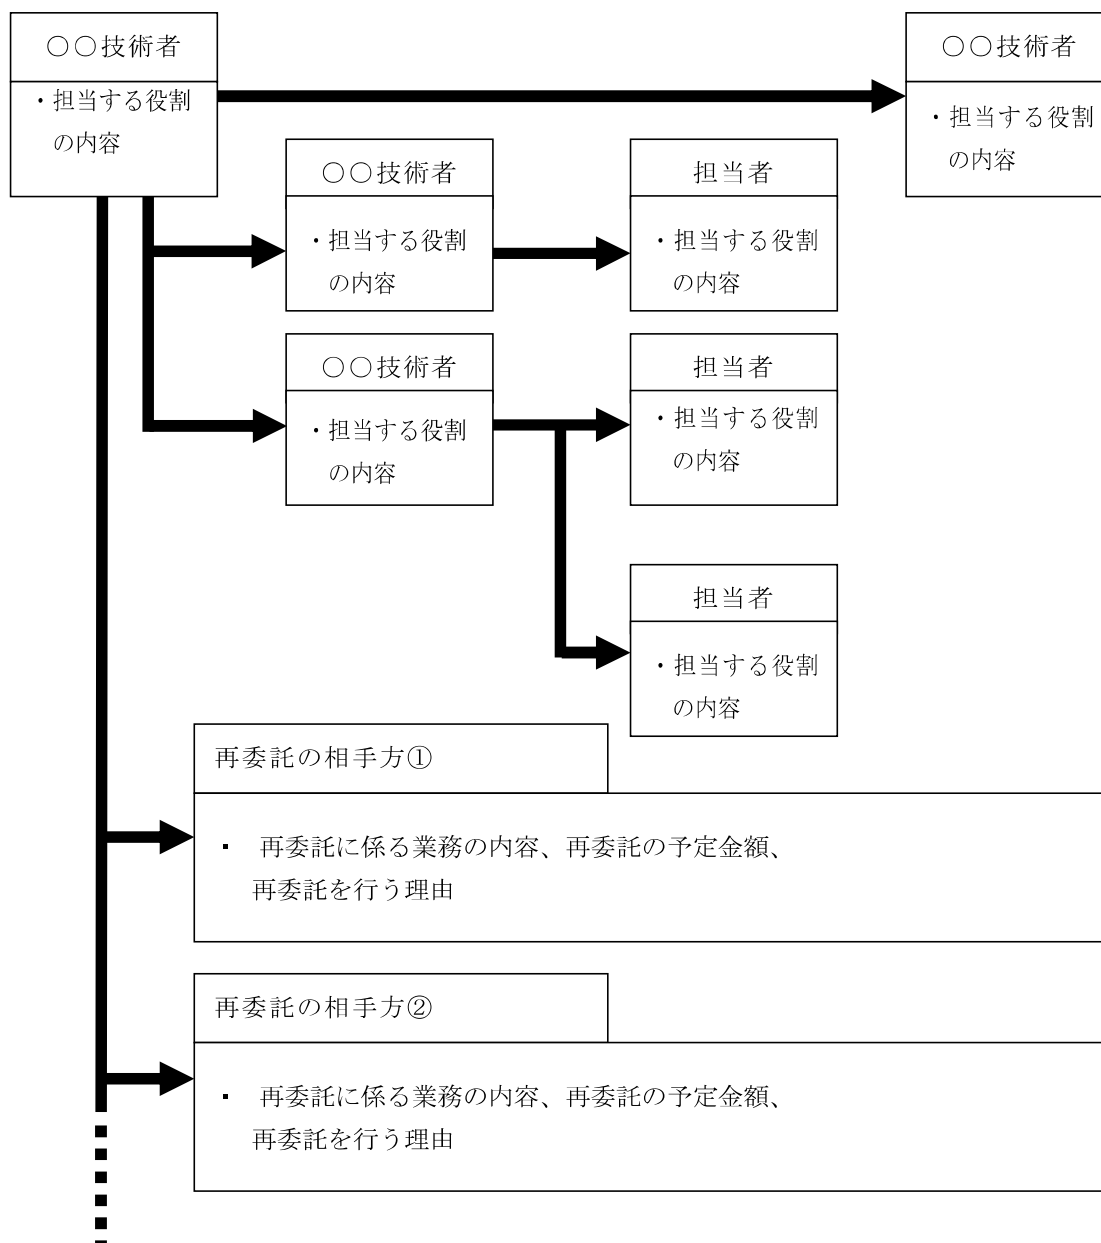 ○○技術者
・担当する役割
の内容
○○技術者
・担当する役割
の内容
○○技術者
・担当する役割
の内容
担当者
・担当する役割
の内容
○○技術者
・担当する役割
の内容
担当者
・担当する役割
の内容
担当者
・担当する役割
の内容
再委託の相手方①
・ 再委託に係る業務の内容、再委託の予定金額、
再委託を行う理由
再委託の相手方②
・ 再委託に係る業務の内容、再委託の予定金額、
再委託を行う理由